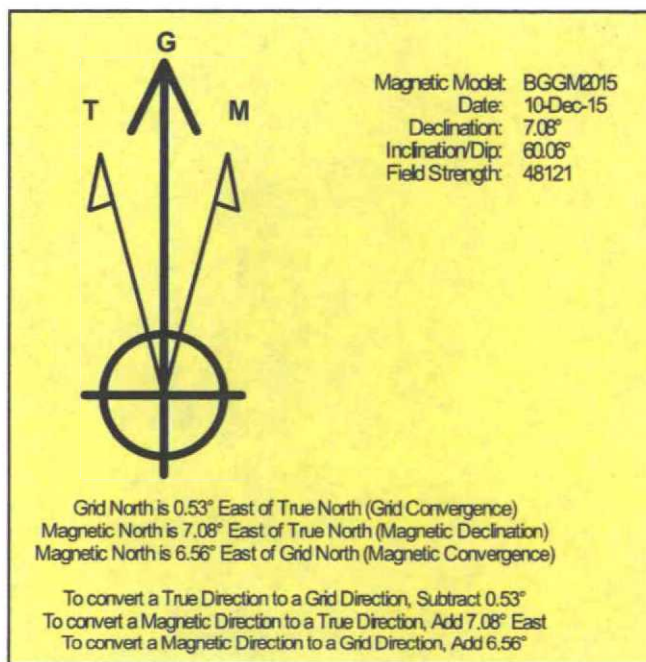 G
T
M
Magnetic Model: BGGM2015
Date: 10-Dec-15
Declination: 7.08°
Inclination/Dip: 60.06°
Field Strength: 48121
Grid North is 0.53° East of True North (Grid Convergence)
Magnetic North is 7.08° East of True North (Magnetic Declination)
Magnetic North is 6.56° East of Grid North (Magnetic Convergence)
To convert a True Direction to a Grid Direction, Subtract 0.53°
To convert a Magnetic Direction to a True Direction, Add 7.08° East
To convert a Magnetic Direction to a Grid Direction, Add 6.56°